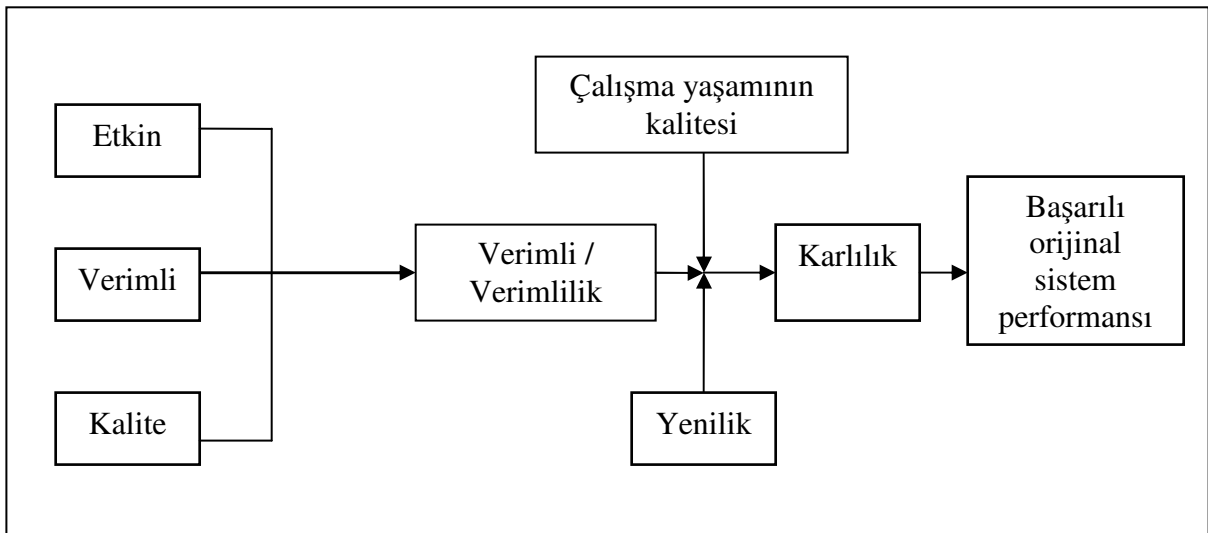 Etkin
Verimli
Kalite
Verimli /
Verimlilik
Çalışma yaşamının
kalitesi
Yenilik
Karlılık
Başarılı
orijinal
sistem
performansı